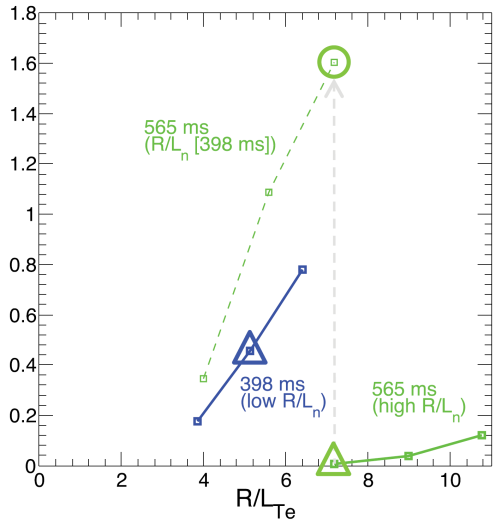 1.8
1.6
565 ms
(R/Ln [398 ms])
1.4
1.2
1
0.8
0.6
0.4
398 ms
(low R/Ln)
565 ms
(high R/Ln)
0.2
0
0 2 4 6 8 10
R/LTe